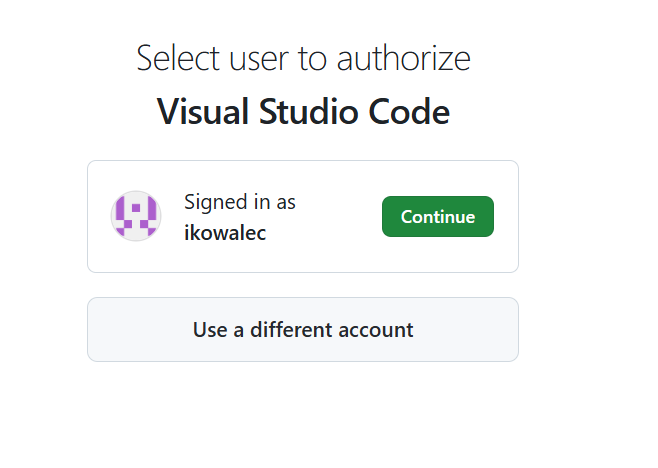 Select user to authorize
Visual Studio Code
Signed in as
ikowalec
Continue
Use a different account